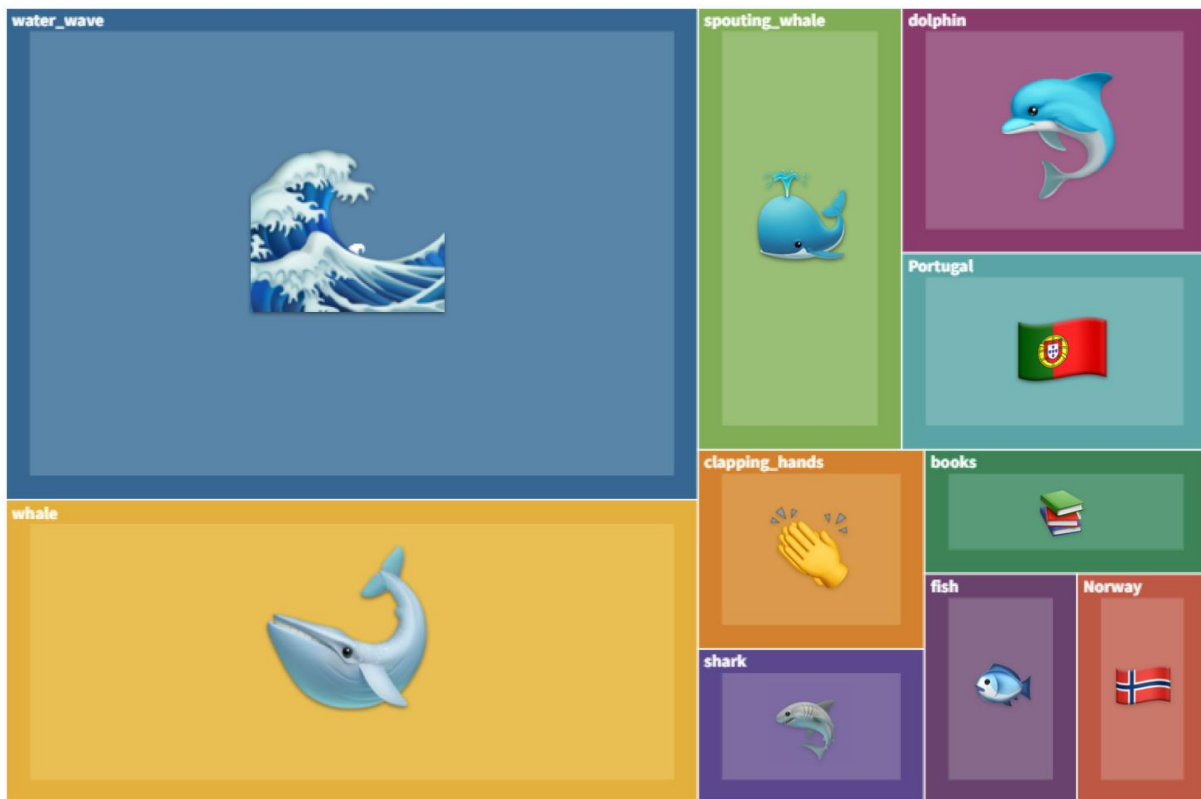 water_wave
spouting_whale
dolphin
Portugal
clapping_hands
books
whale
fish
Norway
shark